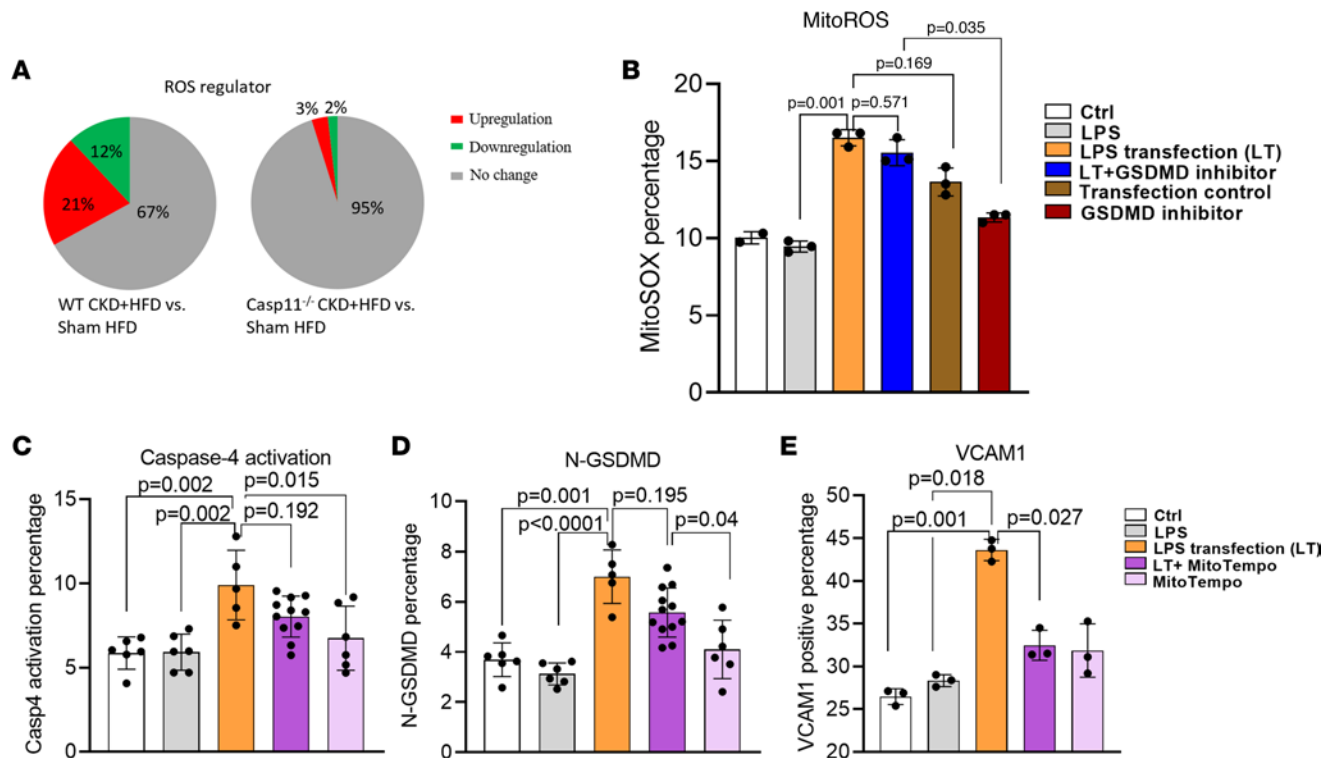 A
ROS regulator
12%
21%
67%
3%
2%
95%
Upregulation
Downregulation
No change
WT CKD+HFD vs.
Sham HFD
Casp11-/- CKD+HFD vs.
Sham HFD
B
MitoROS
p=0.035
p=0.169
p=0.001
p=0.571
MitoSOX percentage
20
15
10
0
Ctrl
LPS
LPS transfection (LT)
LT+GSDMD inhibitor
Transfection control
GSDMD inhibitor
C
Caspase-4 activation
p=0.002
p=0.015
p=0.002
p=0.192
Casp4 activation percentage
15
10
5
0
D
N-GSDMD
p=0.001
p=0.195
p<0.0001
p=0.04
N-GSDMD percentage
10
8
6
4
2
0
E
VCAM1
p=0.018
p=0.001
p=0.027
VCAM1 positive percentage
45
40
35
31
25
20
Ctrl
LPS
LPS transfection (LT)
LT+ MitoTempo
MitoTempo